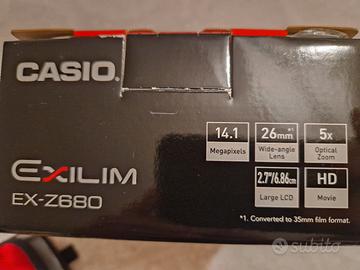 CASIO.
14.1
Megapixels
26mm*1
Wide-angle
Lens
5x
Optical
Zoom
EXILIM
EX-Z680
2.7"/6.86cm
Large LCD
HD
Movie
*1. Converted to 35mm film format.
subito